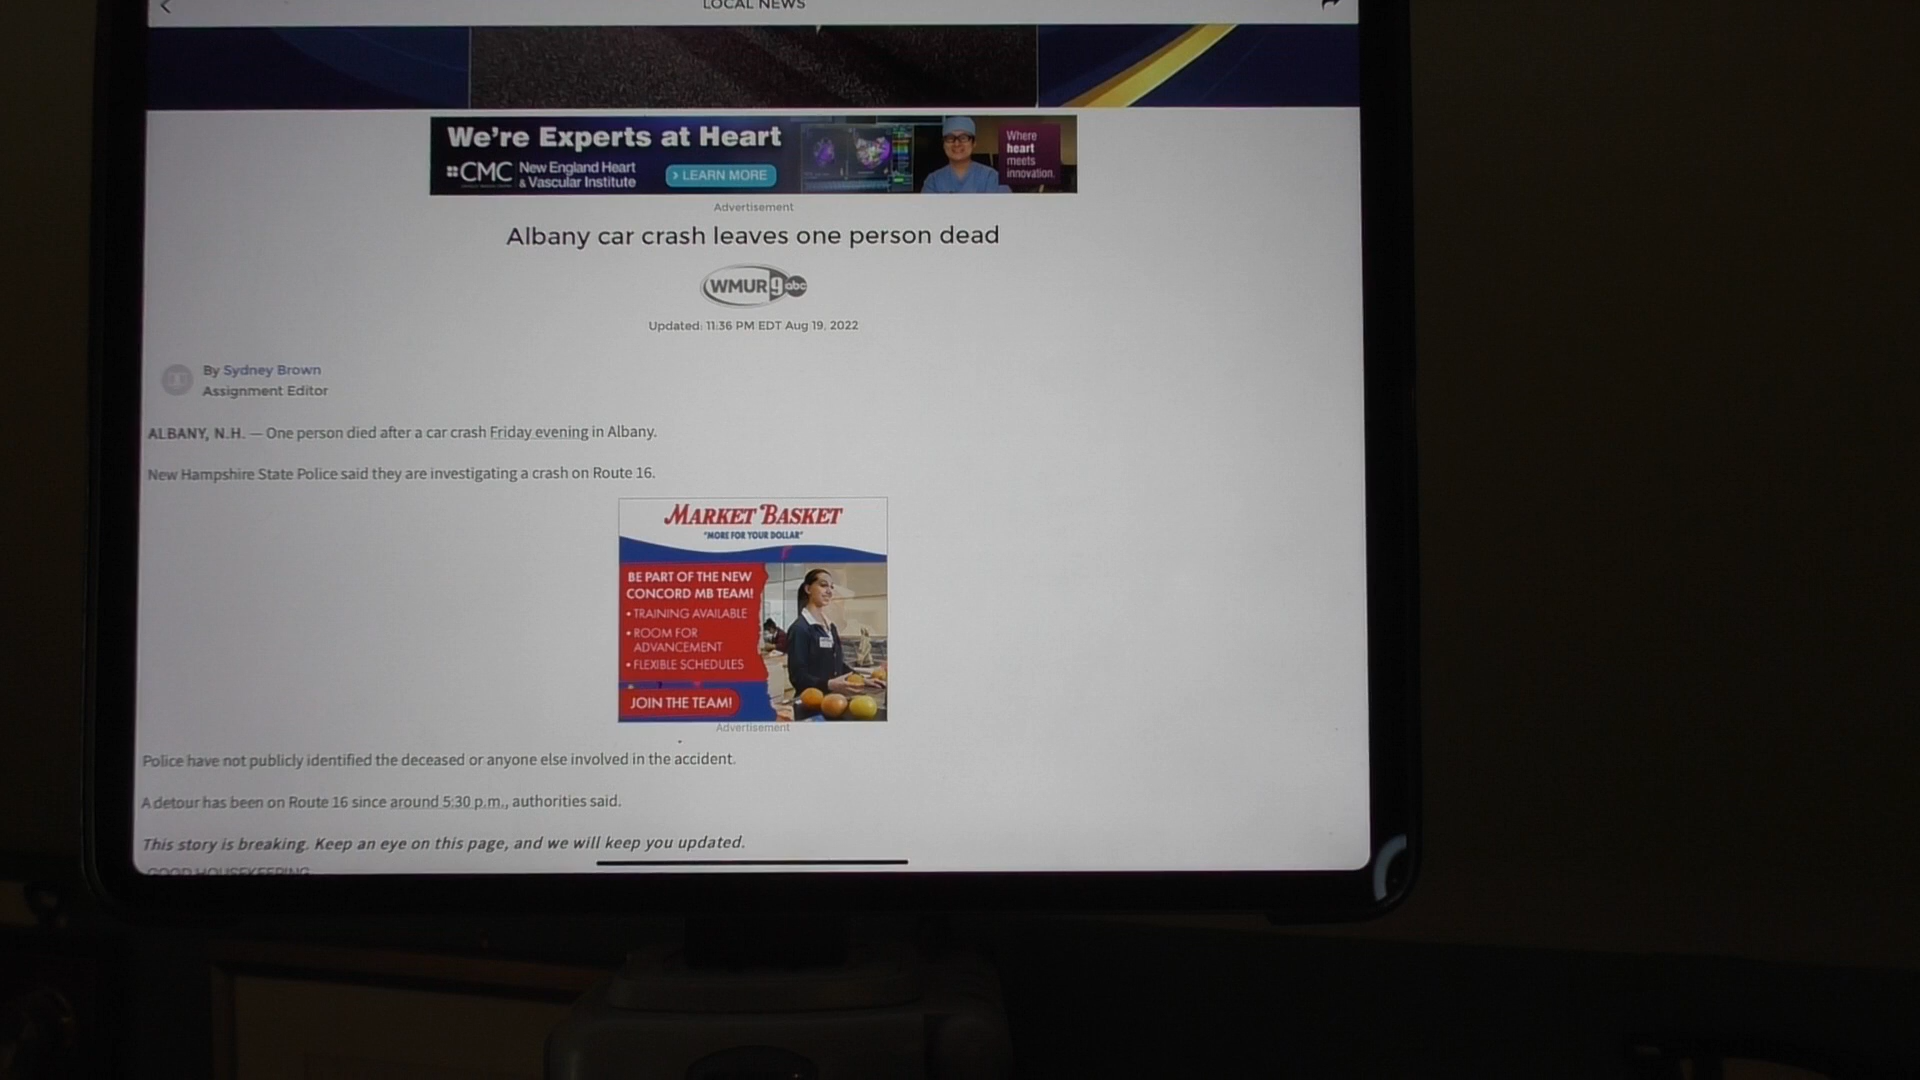 LOCAL NEWS
We're Experts at Heart
CMC New England Heart
& Vascular Institute
> LEARN MORE
Where
heart
meets
innovation.
Advertisement
Albany car crash leaves one person dead
WMUR 9 abc
Updated: 11:36 PM EDT Aug 19, 2022
By Sydney Brown
Assignment Editor
ALBANY, N.H. — One person died after a car crash Friday evening in Albany.
New Hampshire State Police said they are investigating a crash on Route 16.
MARKET BASKET
"MORE FOR YOUR DOLLAR"
BE PART OF THE NEW
CONCORD MB TEAM!
• TRAINING AVAILABLE
• ROOM FOR
ADVANCEMENT
• FLEXIBLE SCHEDULES
JOIN THE TEAM!
Advertisement
Police have not publicly identified the deceased or anyone else involved in the accident.
A detour has been on Route 16 since around 5:30 p.m., authorities said.
This story is breaking. Keep an eye on this page, and we will keep you updated.
GOOD HOUSEKEEPING